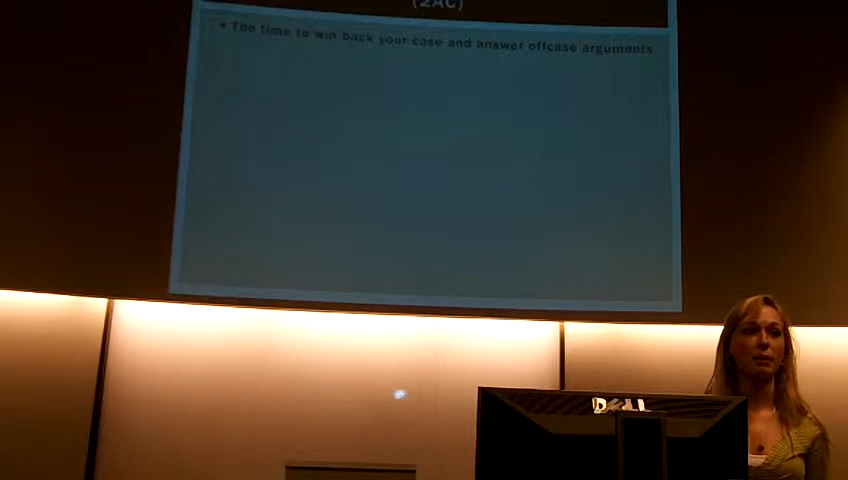 (2AC)
• The time to win back your case and answer offcase arguments
DELL